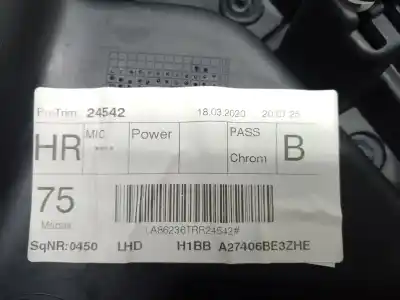 ProTrim: 24542 18.03.2020 20:07:25
HR MIC Power PASS B
Chrom
75
LA86236TRR24542#
SqNR:0450 LHD H1BB A27406BE3ZHE